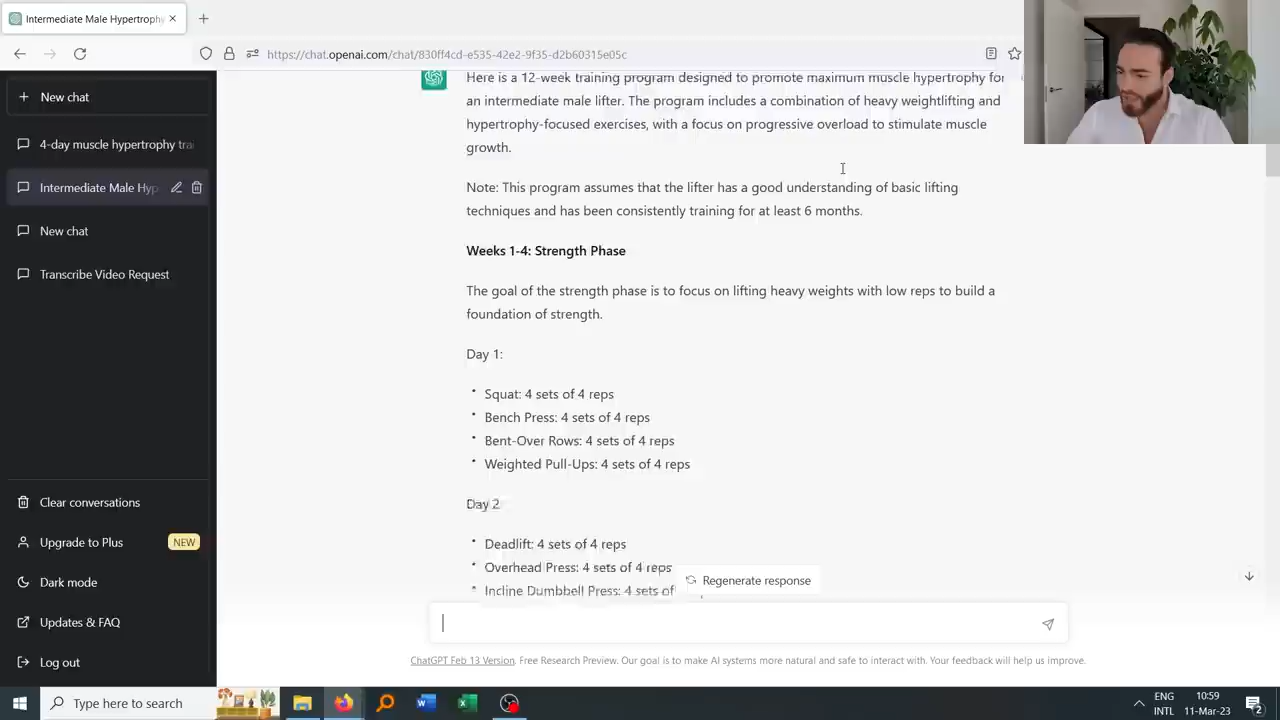 Intermediate Male Hypertrophy
https://chat.openai.com/chat/830ff4cd-e535-42e2-9f35-d2b60315e05c
New chat
4-day muscle hypertrophy trai
Intermediate Male Hyp
New chat
Transcribe Video Request
Clear conversations
Upgrade to Plus NEW
Dark mode
Updates & FAQ
Log out
Here is a 12-week training program designed to promote maximum muscle hypertrophy for
an intermediate male lifter. The program includes a combination of heavy weightlifting and
hypertrophy-focused exercises, with a focus on progressive overload to stimulate muscle
growth.
Note: This program assumes that the lifter has a good understanding of basic lifting
techniques and has been consistently training for at least 6 months.
Weeks 1-4: Strength Phase
The goal of the strength phase is to focus on lifting heavy weights with low reps to build a
foundation of strength.
Day 1:
• Squat: 4 sets of 4 reps
• Bench Press: 4 sets of 4 reps
• Bent-Over Rows: 4 sets of 4 reps
• Weighted Pull-Ups: 4 sets of 4 reps
Day 2
• Deadlift: 4 sets of 4 reps
• Overhead Press: 4 sets of 4 reps
• Incline Dumbbell Press: 4 sets of
Regenerate response
ChatGPT Feb 13 Version. Free Research Preview. Our goal is to make AI systems more natural and safe to interact with. Your feedback will help us improve.
Type here to search
ENG
INTL
10:59
11-Mar-23
2